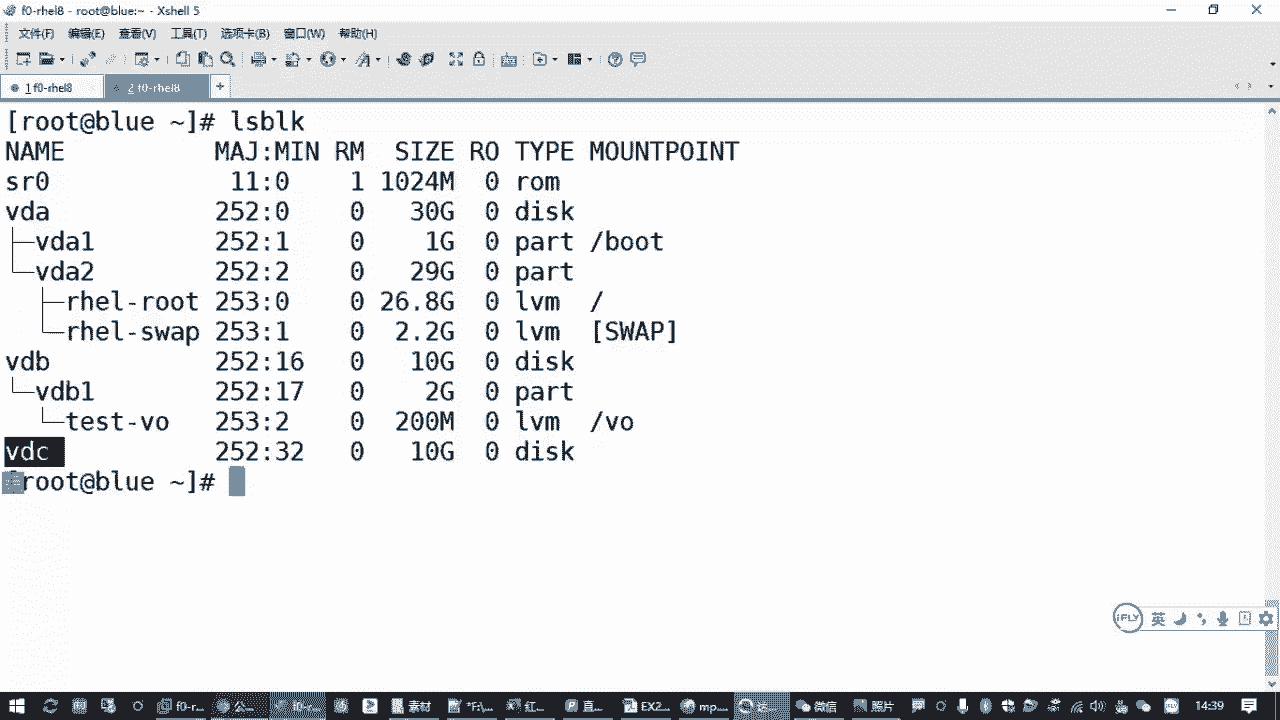 f0-rhel8 - root@blue:~ - Xshell 5
文件(F) 编辑(E) 查看(V) 工具(T) 选项卡(B) 窗口(W) 帮助(H)
1 f0-rhel8 2 f0-rhel8 +
[root@blue ~]# lsblk
NAME MAJ:MIN RM SIZE RO TYPE MOUNTPOINT
sr0 11:0 1 1024M 0 rom
vda 252:0 0 30G 0 disk
├─vda1 252:1 0 1G 0 part /boot
└─vda2 252:2 0 29G 0 part
├─rhel-root 253:0 0 26.8G 0 lvm /
└─rhel-swap 253:1 0 2.2G 0 lvm [SWAP]
vdb 252:16 0 10G 0 disk
└─vdb1 252:17 0 2G 0 part
└─test-vo 253:2 0 200M 0 lvm /vo
vdc 252:32 0 10G 0 disk
[root@blue ~]#
iFLY 英
f0-r... 素材 红... 直... EX2... mp... 微信 照片 14:39